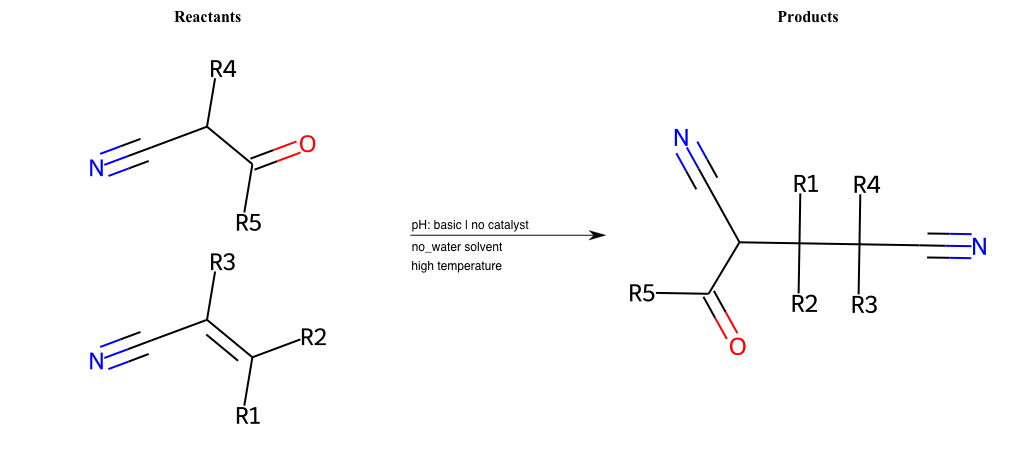 Reactants
Products
R4
N
O
R5
R3
N
R2
R1
pH: basic | no catalyst
no_water solvent
high temperature
N
R1
R4
N
R5
R2
R3
O